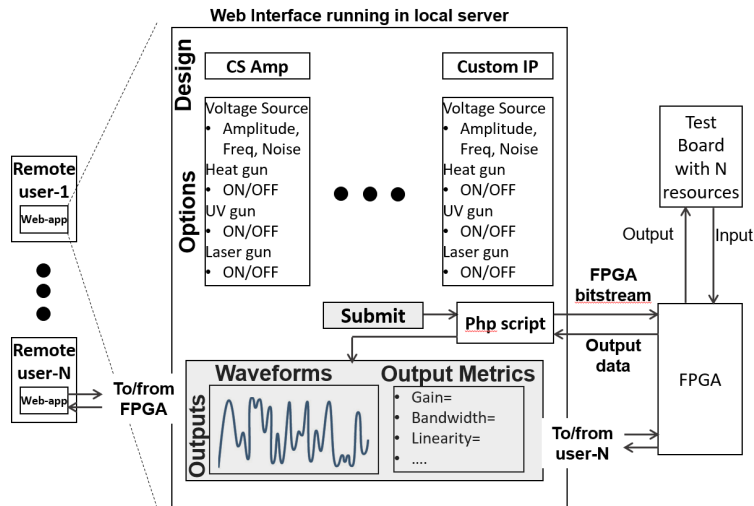 Web Interface running in local server
Design
CS Amp
Custom IP
Options
Voltage Source
• Amplitude,
Freq, Noise
Heat gun
• ON/OFF
UV gun
• ON/OFF
Laser gun
• ON/OFF
Voltage Source
• Amplitude,
Freq, Noise
Heat gun
• ON/OFF
UV gun
• ON/OFF
Laser gun
• ON/OFF
Remote
user-1
Web-app
Remote
user-N
Web-app
To/from
FPGA
Submit
Php script
FPGA
bitstream
Output
data
Test
Board
with N
resources
Output
Input
FPGA
Outputs
Waveforms
Output Metrics
• Gain=
• Bandwidth=
• Linearity=
• ....
To/from
user-N